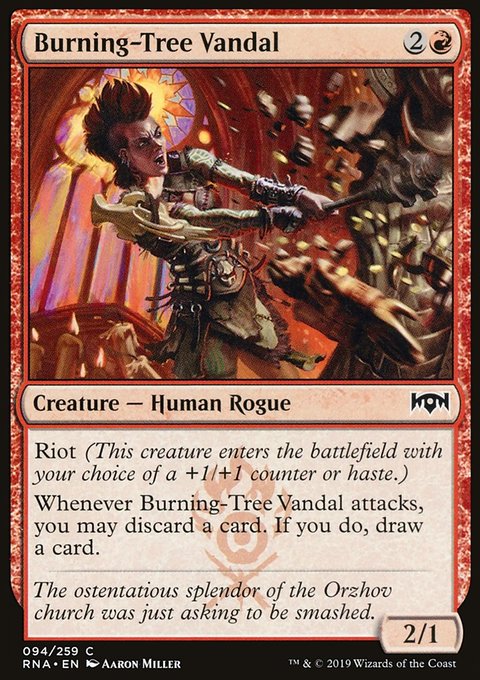 Burning-Tree Vandal
2
Creature — Human Rogue
Riot (This creature enters the battlefield with
your choice of a +1/+1 counter or haste.)
Whenever Burning-Tree Vandal attacks,
you may discard a card. If you do, draw
a card.
The ostentatious splendor of the Orzhov
church was just asking to be smashed.
2/1
094/259 C
RNA • EN Aaron Miller
™ & © 2019 Wizards of the Coast